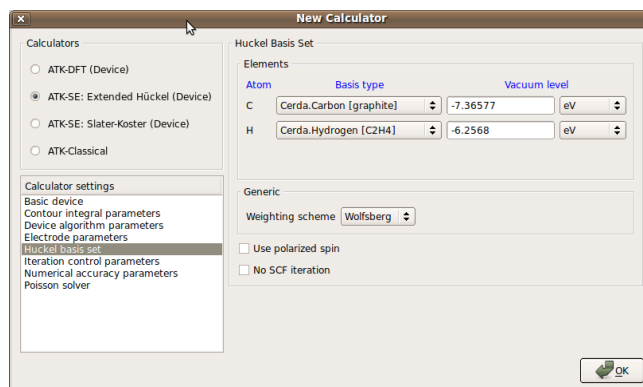 New Calculator
Calculators
ATK-DFT (Device)
ATK-SE: Extended Hückel (Device)
ATK-SE: Slater-Koster (Device)
ATK-Classical
Calculator settings
Basic device
Contour integral parameters
Device algorithm parameters
Electrode parameters
Huckel basis set
Iteration control parameters
Numerical accuracy parameters
Poisson solver
Huckel Basis Set
Elements
Atom Basis type Vacuum level
C Cerda.Carbon [graphite] -7.36577 eV
H Cerda.Hydrogen [C2H4] -6.2568 eV
Generic
Weighting scheme Wolfsberg
Use polarized spin
No SCF iteration
OK